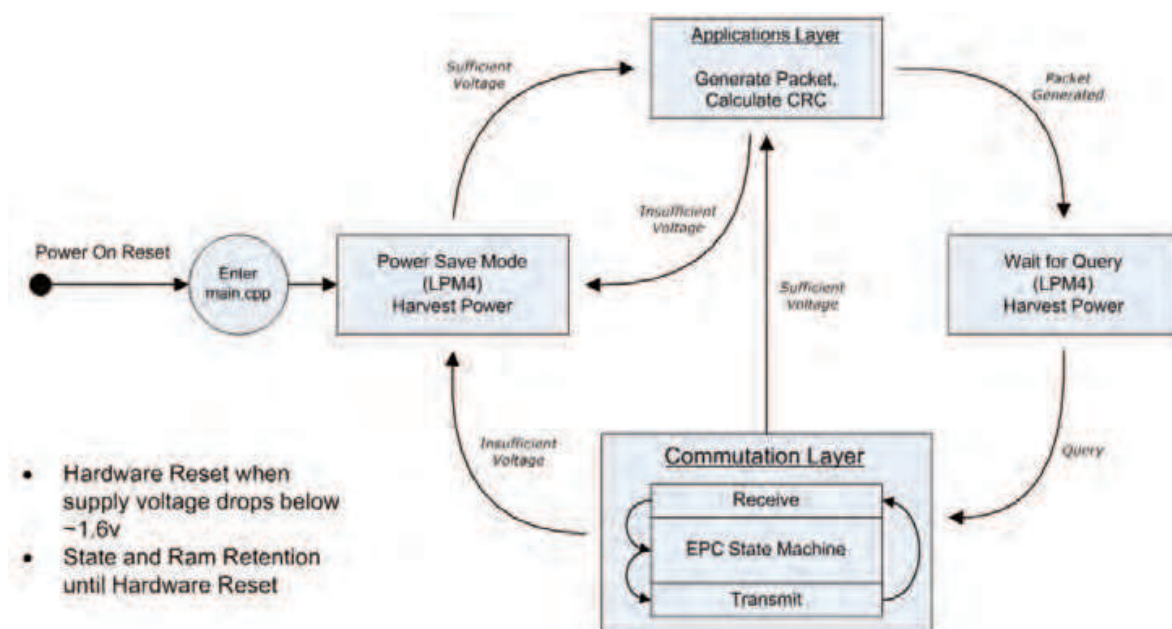 Applications Layer
Generate Packet,
Calculate CRC
Sufficient
Voltage
Packet
Generated
Insufficient
Voltage
Power On Reset
Enter
main.cpp
Power Save Mode
(LPM4)
Harvest Power
Sufficient
Voltage
Wait for Query
(LPM4)
Harvest Power
Insufficient
Voltage
Query
Commutation Layer
Receive
EPC State Machine
Transmit
• Hardware Reset when
supply voltage drops below
~1.6v
• State and Ram Retention
until Hardware Reset